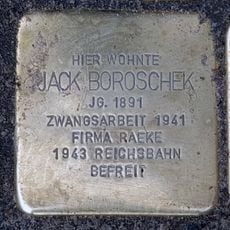 HIER WOHNTE
JACK BOROSCHEK
JG. 1891
ZWANGSARBEIT 1941
FIRMA RAEKE
1943 REICHSBAHN
BEFREIT